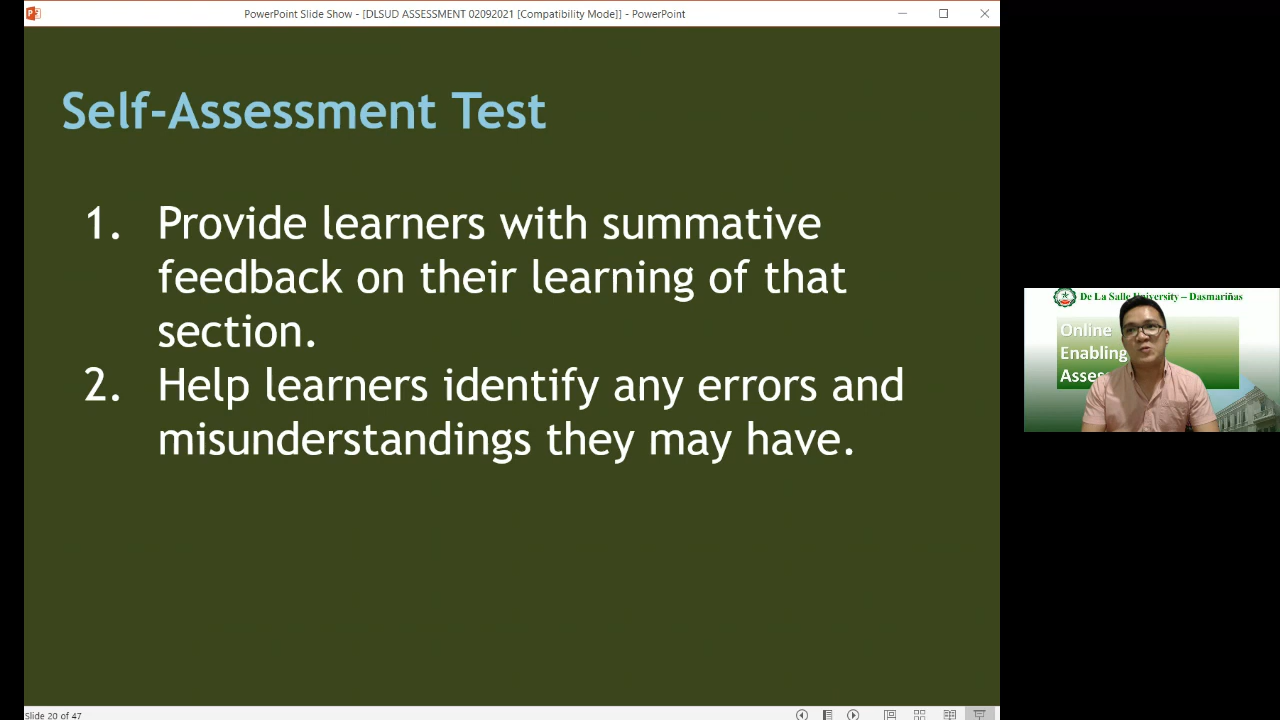 PowerPoint Slide Show - [DLSUD ASSESSMENT 02092021 [Compatibility Mode]] - PowerPoint
Self-Assessment Test
1. Provide learners with summative
feedback on their learning of that
section.
2. Help learners identify any errors and
misunderstandings they may have.
De La Salle University – Dasmariñas
Online
Enabling
Slide 20 of 47